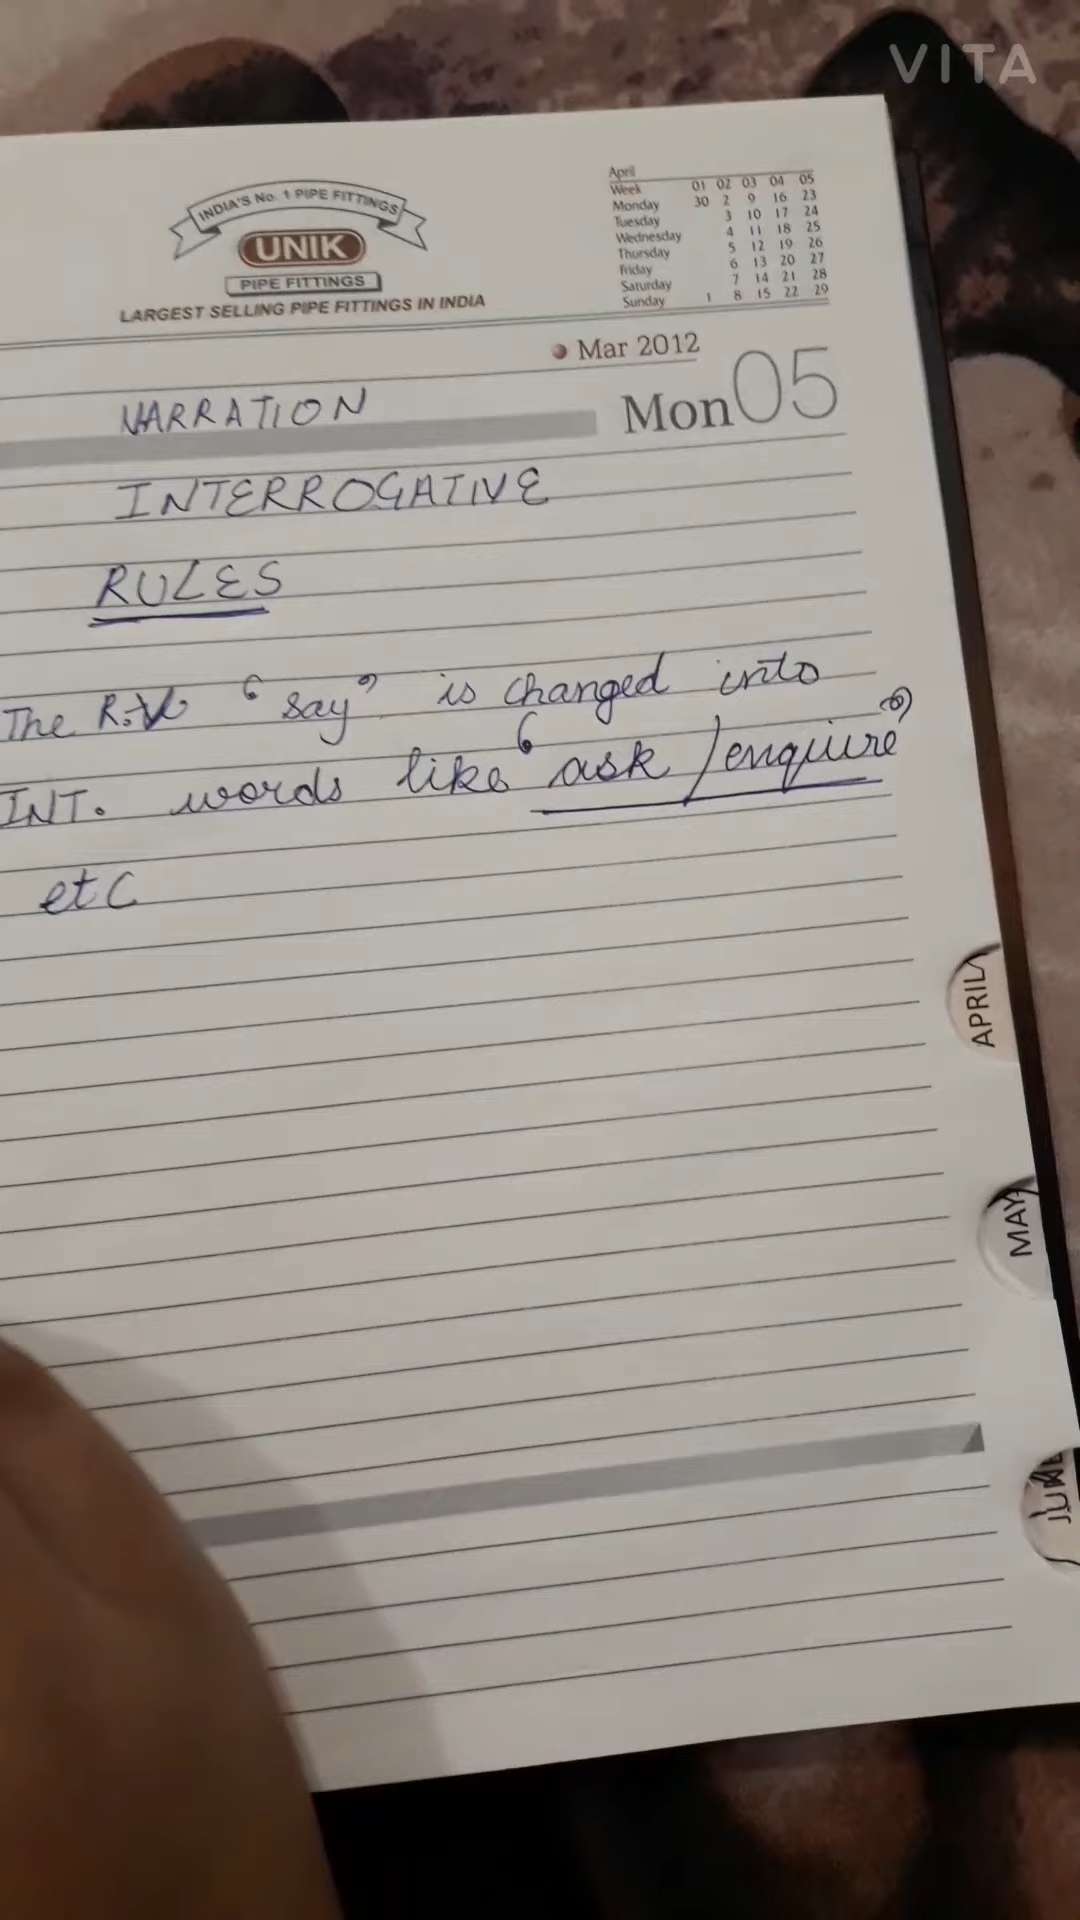 VITA
INDIA'S No. 1 PIPE FITTINGS
UNIK
PIPE FITTINGS
LARGEST SELLING PIPE FITTINGS IN INDIA
April
Week 01 02 03 04 05
Monday 30 2 9 16 23
Tuesday 3 10 17 24
Wednesday 4 11 18 25
Thursday 5 12 19 26
Friday 6 13 20 27
Saturday 7 14 21 28
Sunday 1 8 15 22 29
Mar 2012
Mon 05
NARRATION
INTERROGATIVE
RULES
The R.V. "say" is changed into
INT. words like "ask / enquire"
etc
APRIL
MAY
JUNE